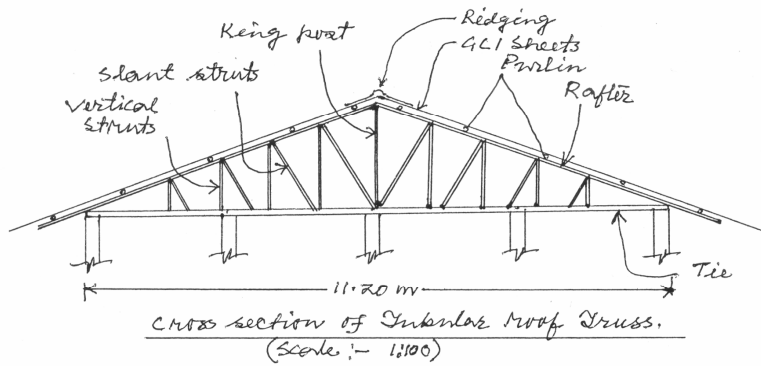 Ridging
King post
GCI Sheets
Purlin
Slant struts
Rafter
Vertical
struts
Tie
11.20 m
Cross section of Tubular Roof Truss.
(Scale :- 1:100)